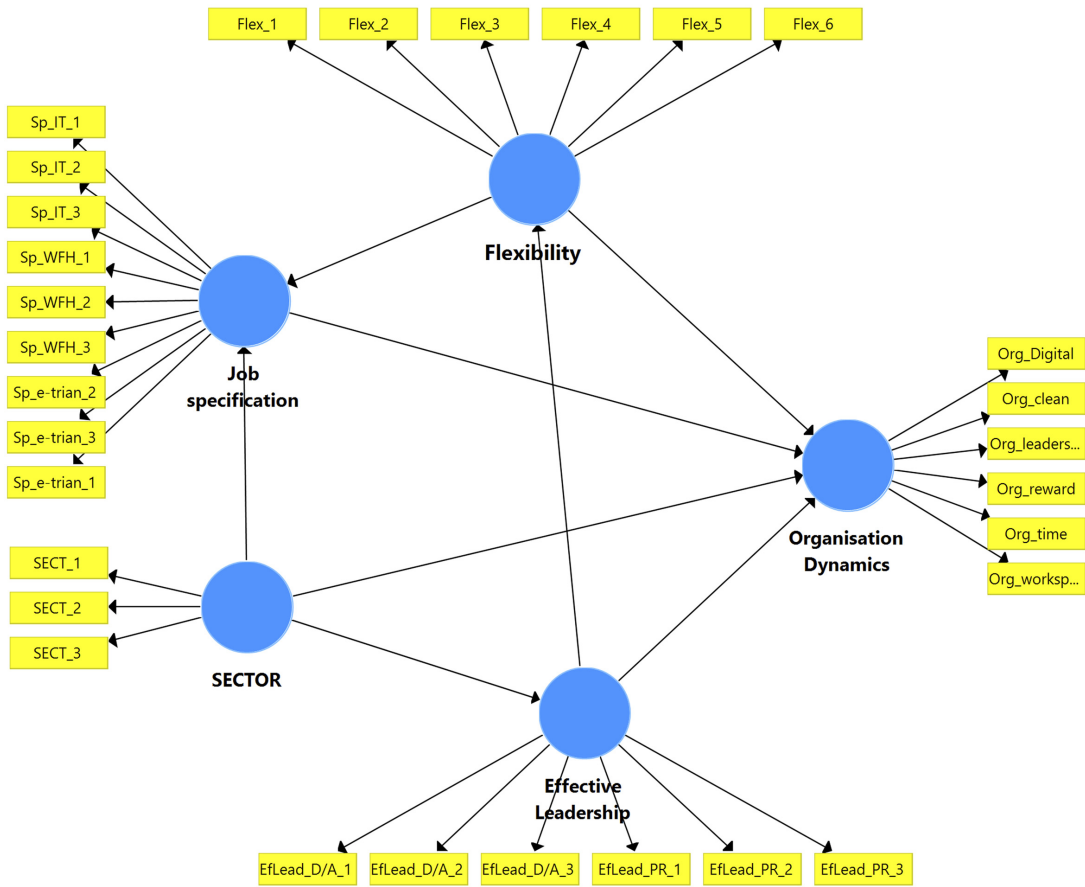 Flex_1
Flex_2
Flex_3
Flex_4
Flex_5
Flex_6
Flexibility
Sp_IT_1
Sp_IT_2
Sp_IT_3
Sp_WFH_1
Sp_WFH_2
Sp_WFH_3
Sp_e-trian_2
Sp_e-trian_3
Sp_e-trian_1
Job
specification
Org_Digital
Org_clean
Org_leaders...
Org_reward
Org_time
Org_worksp...
Organisation
Dynamics
SECT_1
SECT_2
SECT_3
SECTOR
Effective
Leadership
EfLead_D/A_1
EfLead_D/A_2
EfLead_D/A_3
EfLead_PR_1
EfLead_PR_2
EfLead_PR_3